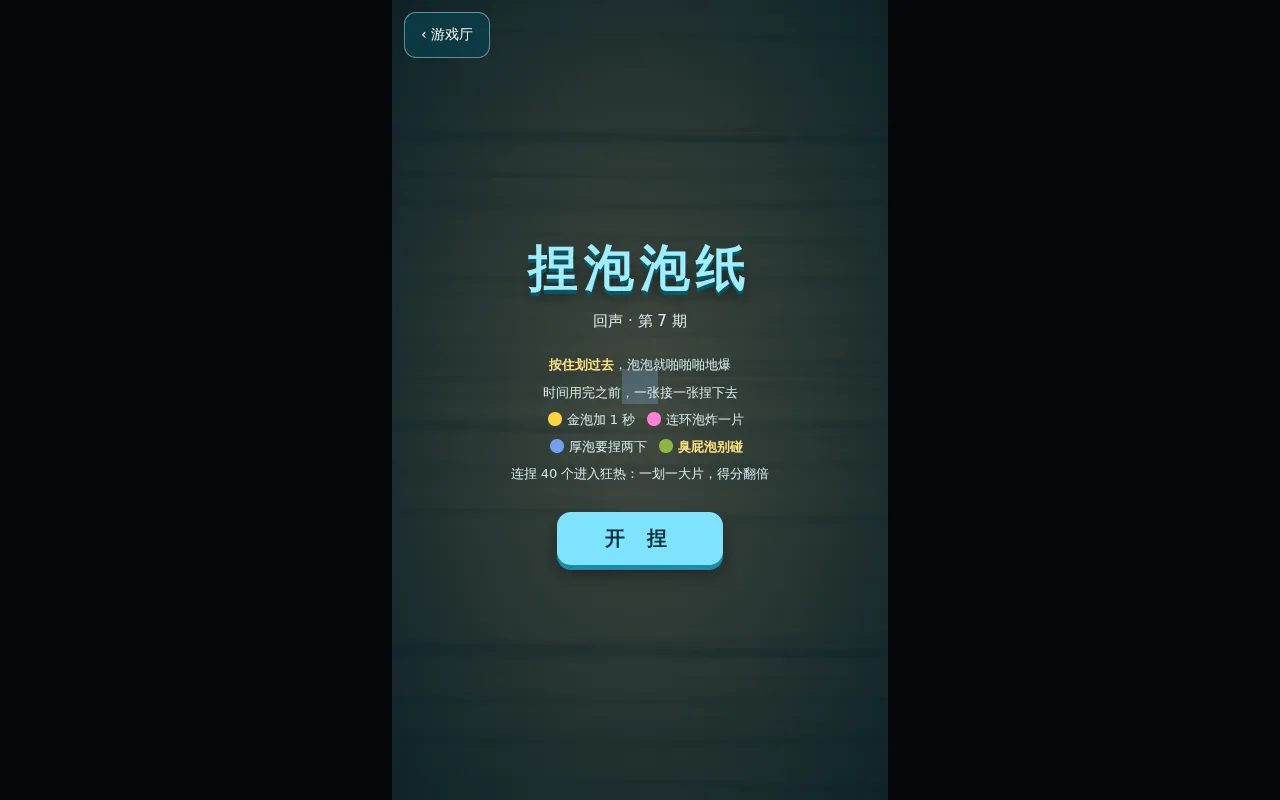 ‹ 游戏厅
捏泡泡纸
回声 · 第 7 期
按住划过去，泡泡就啪啪啪地爆
时间用完之前，一张接一张捏下去
金泡加 1 秒 连环泡炸一片
厚泡要捏两下 臭屁泡别碰
连捏 40 个进入狂热：一划一大片，得分翻倍
开 捏